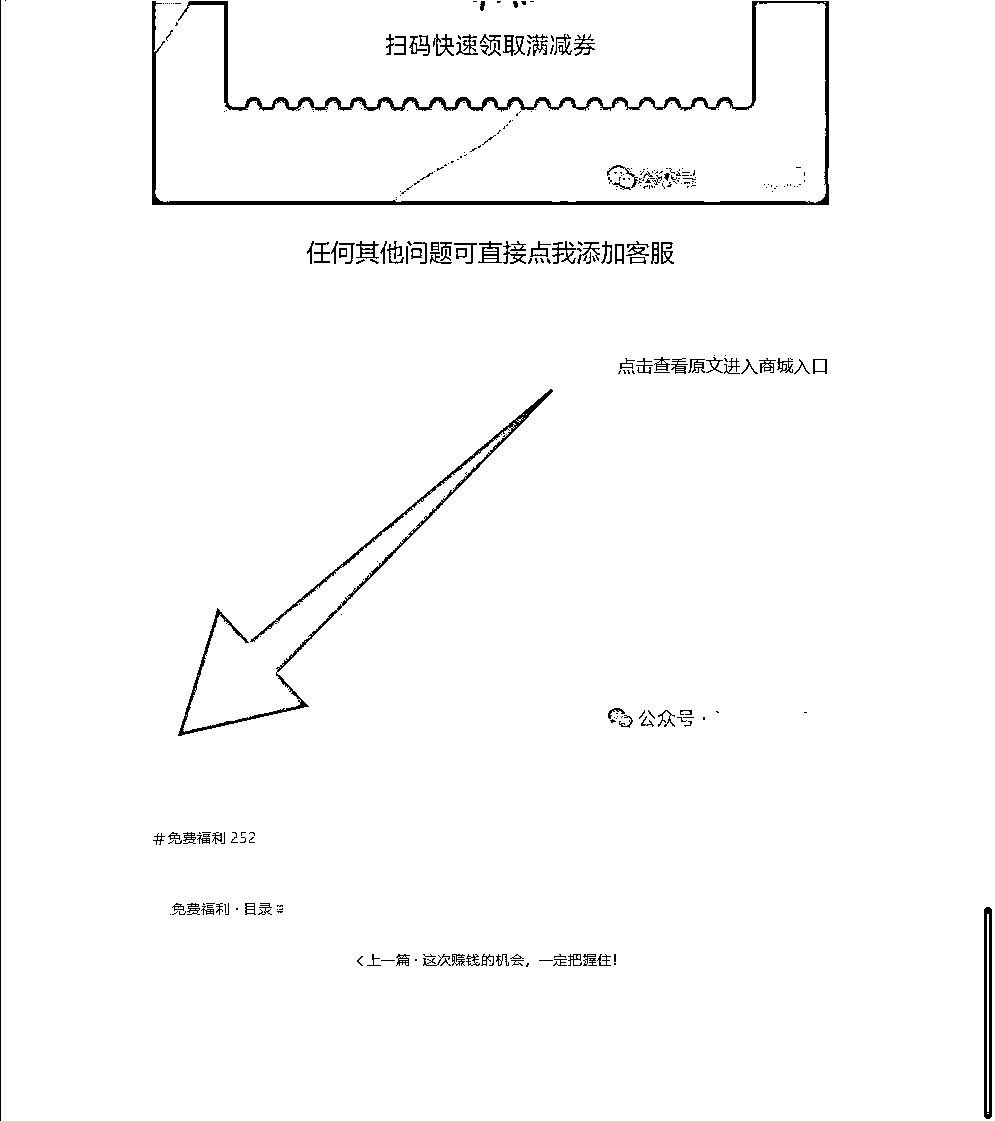 扫码快速领取满减券
公众号
任何其他问题可直接点我添加客服
点击查看原文进入商城入口
公众号 ·
#免费福利 252
免费福利 · 目录
<上一篇 · 这次赚钱的机会，一定把握住！